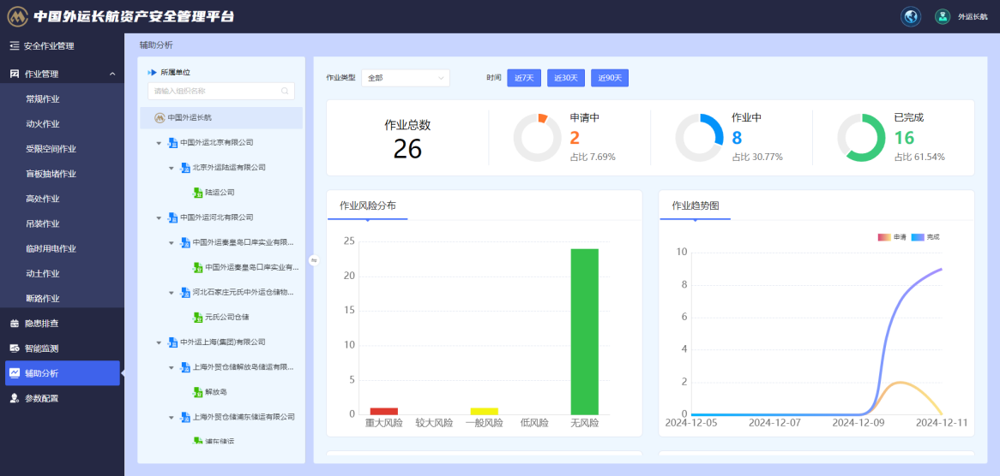 中国外运长航资产安全管理平台
外运长航
安全作业管理
作业管理
常规作业
动火作业
受限空间作业
盲板抽堵作业
高处作业
吊装作业
临时用电作业
动土作业
断路作业
隐患排查
智能监测
辅助分析
参数配置
辅助分析
所属单位
请输入组织名称
中国外运长航
中国外运北京有限公司
北京外运陆运有限公司
陆运公司
中国外运河北有限公司
中国外运秦皇岛口岸实业有限...
中国外运秦皇岛口岸实业有...
河北石家庄元氏中外运仓储物...
元氏公司仓储
中外运上海(集团)有限公司
上海外贸仓储解放岛储运有限...
解放岛
上海外贸仓储浦东储运有限公司
浦东储运
作业类型 全部 时间 近7天 近30天 近90天
作业总数
26
申请中
2
占比 7.69%
作业中
8
占比 30.77%
已完成
16
占比 61.54%
作业风险分布
25
20
15
10
5
0
重大风险 较大风险 一般风险 低风险 无风险
作业趋势图
申请 完成
10
8
6
4
2
0
2024-12-05 2024-12-07 2024-12-09 2024-12-11